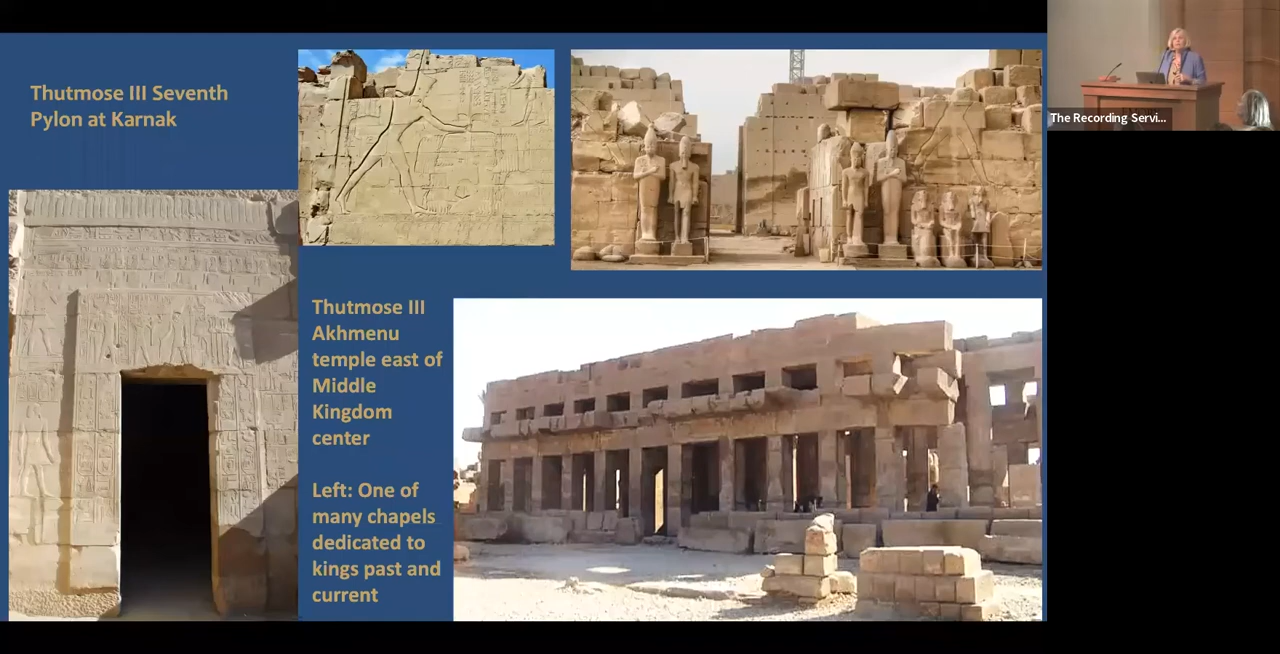 Thutmose III Seventh
Pylon at Karnak
Thutmose III
Akhmenu
temple east of
Middle
Kingdom
center
Left: One of
many chapels
dedicated to
kings past and
current
The Recording Servi...